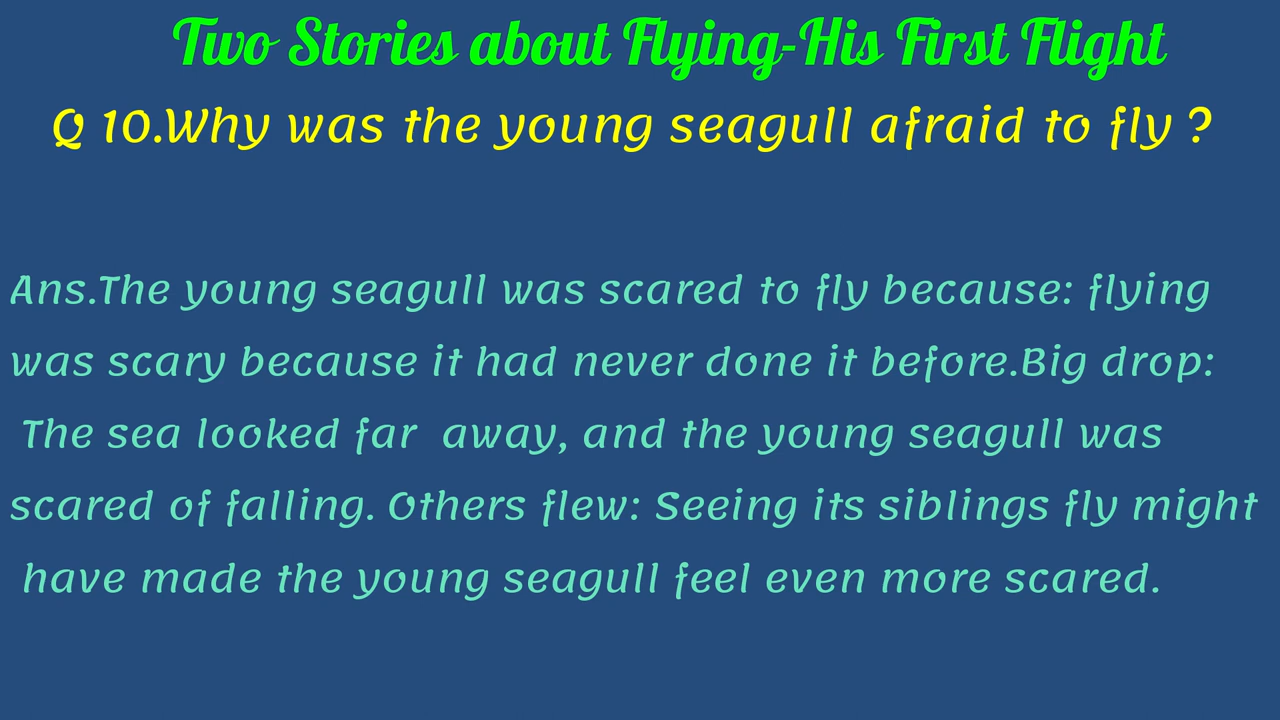 Two Stories about Flying-His First Flight
Q 10.Why was the young seagull afraid to fly ?
Ans.The young seagull was scared to fly because: flying
was scary because it had never done it before.Big drop:
The sea looked far away, and the young seagull was
scared of falling. Others flew: Seeing its siblings fly might
have made the young seagull feel even more scared.